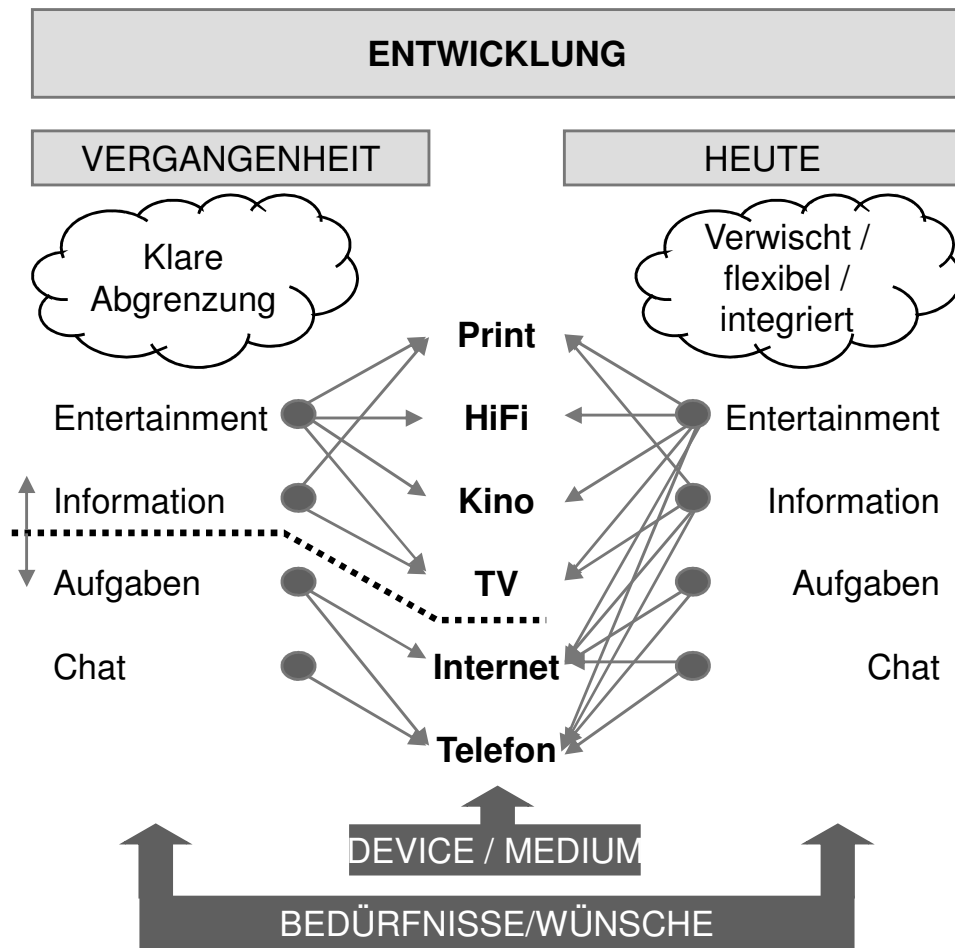 ENTWICKLUNG
VERGANGENHEIT
HEUTE
Klare
Abgrenzung
Verwischt /
flexibel /
integriert
Print
Entertainment
HiFi
Entertainment
Information
Kino
Information
Aufgaben
TV
Aufgaben
Chat
Internet
Chat
Telefon
DEVICE / MEDIUM
BEDÜRFNISSE/WÜNSCHE